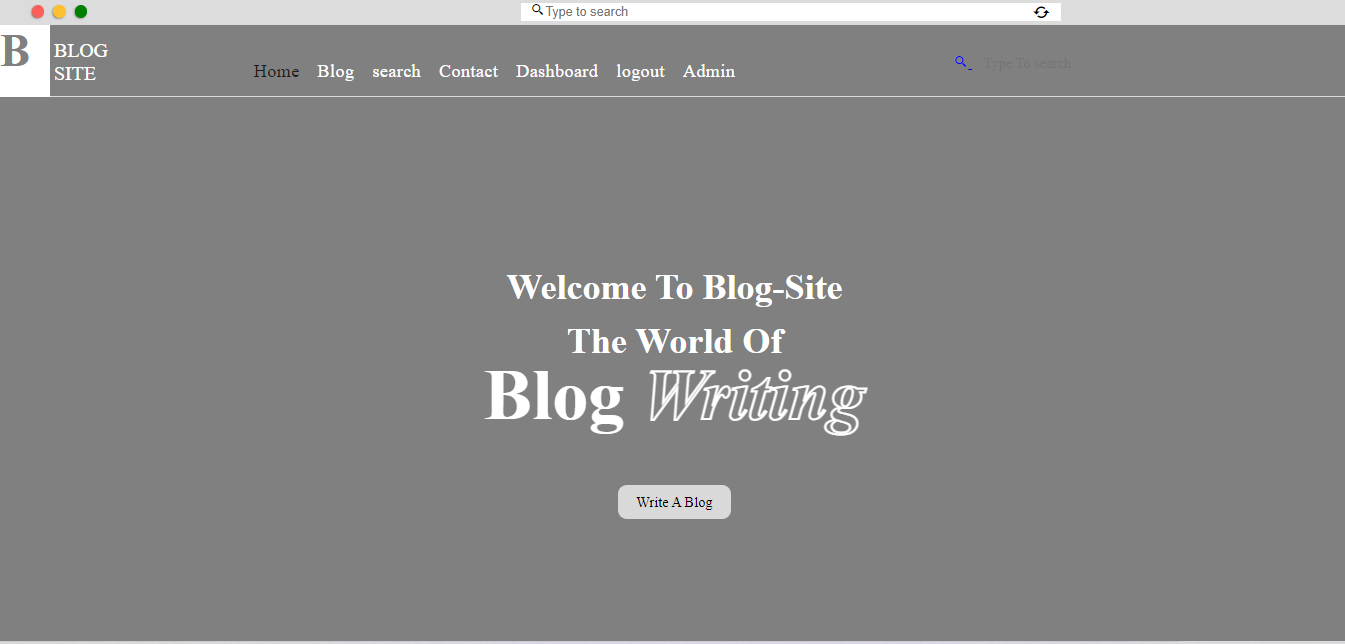 Type to search
B
BLOG
SITE
Home Blog search Contact Dashboard logout Admin
Type To search
Welcome To Blog-Site
The World Of
Blog Writing
Write A Blog